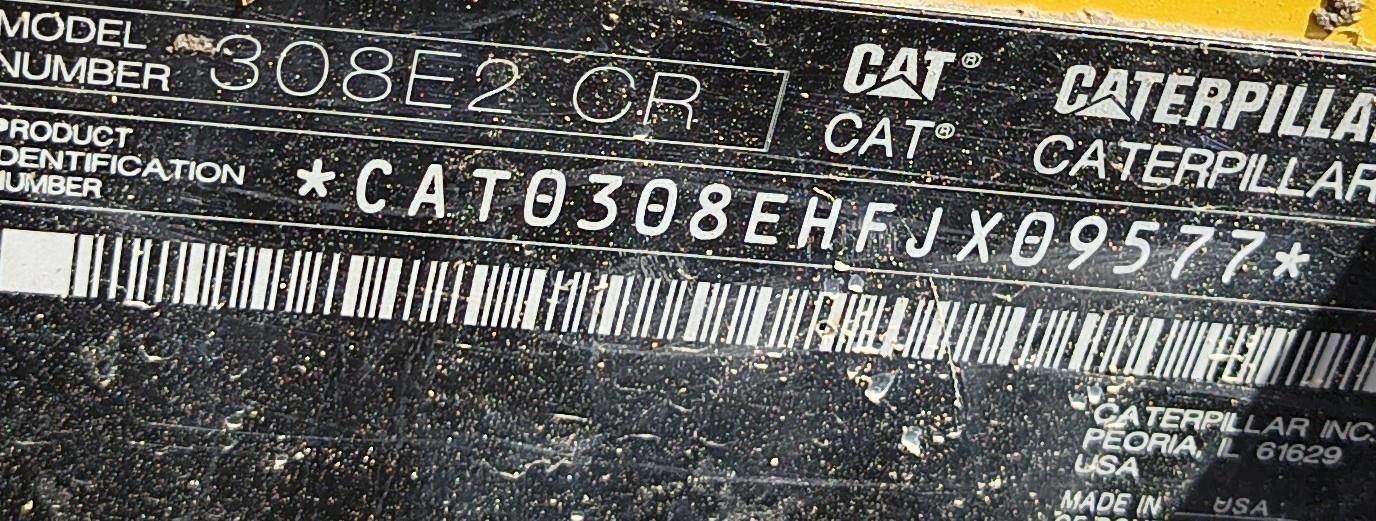 MODEL
NUMBER 308E2 CR
PRODUCT
IDENTIFICATION
NUMBER *CAT0308EHFJX09577*
CAT® CATERPILLAR
CAT® CATERPILLAR
CATERPILLAR INC.
PEORIA, IL 61629
USA
MADE IN USA